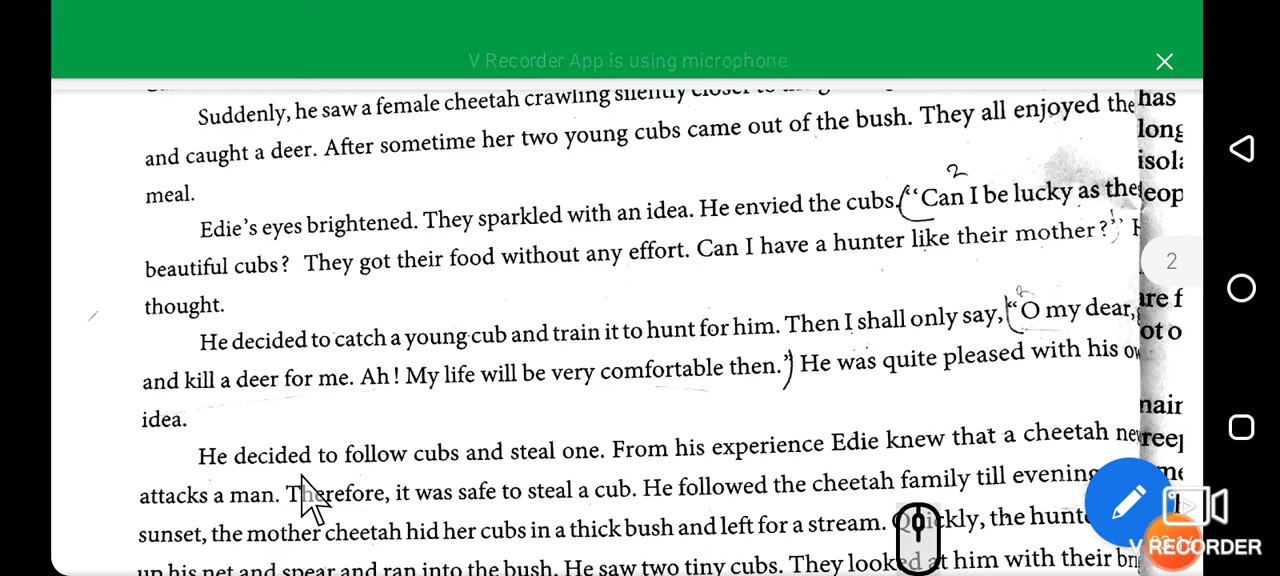 V Recorder App is using microphone
Suddenly, he saw a female cheetah crawling silently closer to
and caught a deer. After sometime her two young cubs came out of the bush. They all enjoyed the
meal.
Edie's eyes brightened. They sparkled with an idea. He envied the cubs. ("Can I be lucky as the
2
beautiful cubs? They got their food without any effort. Can I have a hunter like their mother?"
thought.
He decided to catch a young cub and train it to hunt for him. Then I shall only say, ("O my dear,
and kill a deer for me. Ah! My life will be very comfortable then.") He was quite pleased with his
idea.
He decided to follow cubs and steal one. From his experience Edie knew that a cheetah
attacks a man. Therefore, it was safe to steal a cub. He followed the cheetah family till evening
sunset, the mother cheetah hid her cubs in a thick bush and left for a stream. Quickly, the
up his net and spear and ran into the bush. He saw two tiny cubs. They looked at him with their
has
long
2
V RECORDER